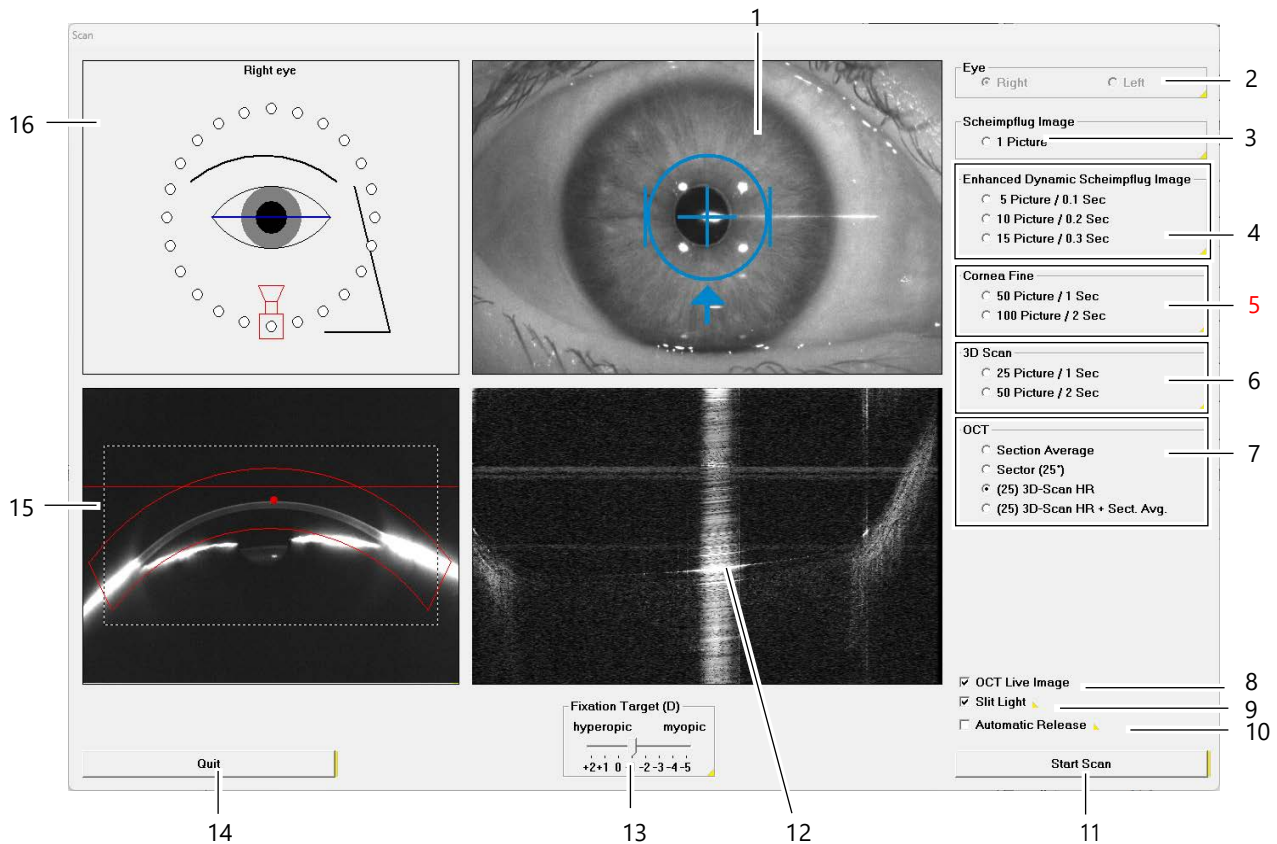 1
Scan
Right eye
16
Eye
Right Left
2
Scheimpflug Image
1 Picture
3
Enhanced Dynamic Scheimpflug Image
5 Picture / 0.1 Sec
10 Picture / 0.2 Sec
15 Picture / 0.3 Sec
4
Cornea Fine
50 Picture / 1 Sec
100 Picture / 2 Sec
5
3D Scan
25 Picture / 1 Sec
50 Picture / 2 Sec
6
OCT
Section Average
Sector (25°)
(25) 3D-Scan HR
(25) 3D-Scan HR + Sect. Avg.
7
15
OCT Live Image
8
Slit Light
9
Automatic Release
10
Fixation Target (D)
hyperopic myopic
+2 +1 0 -2 -3 -4 -5
Quit
Start Scan
14
13
12
11